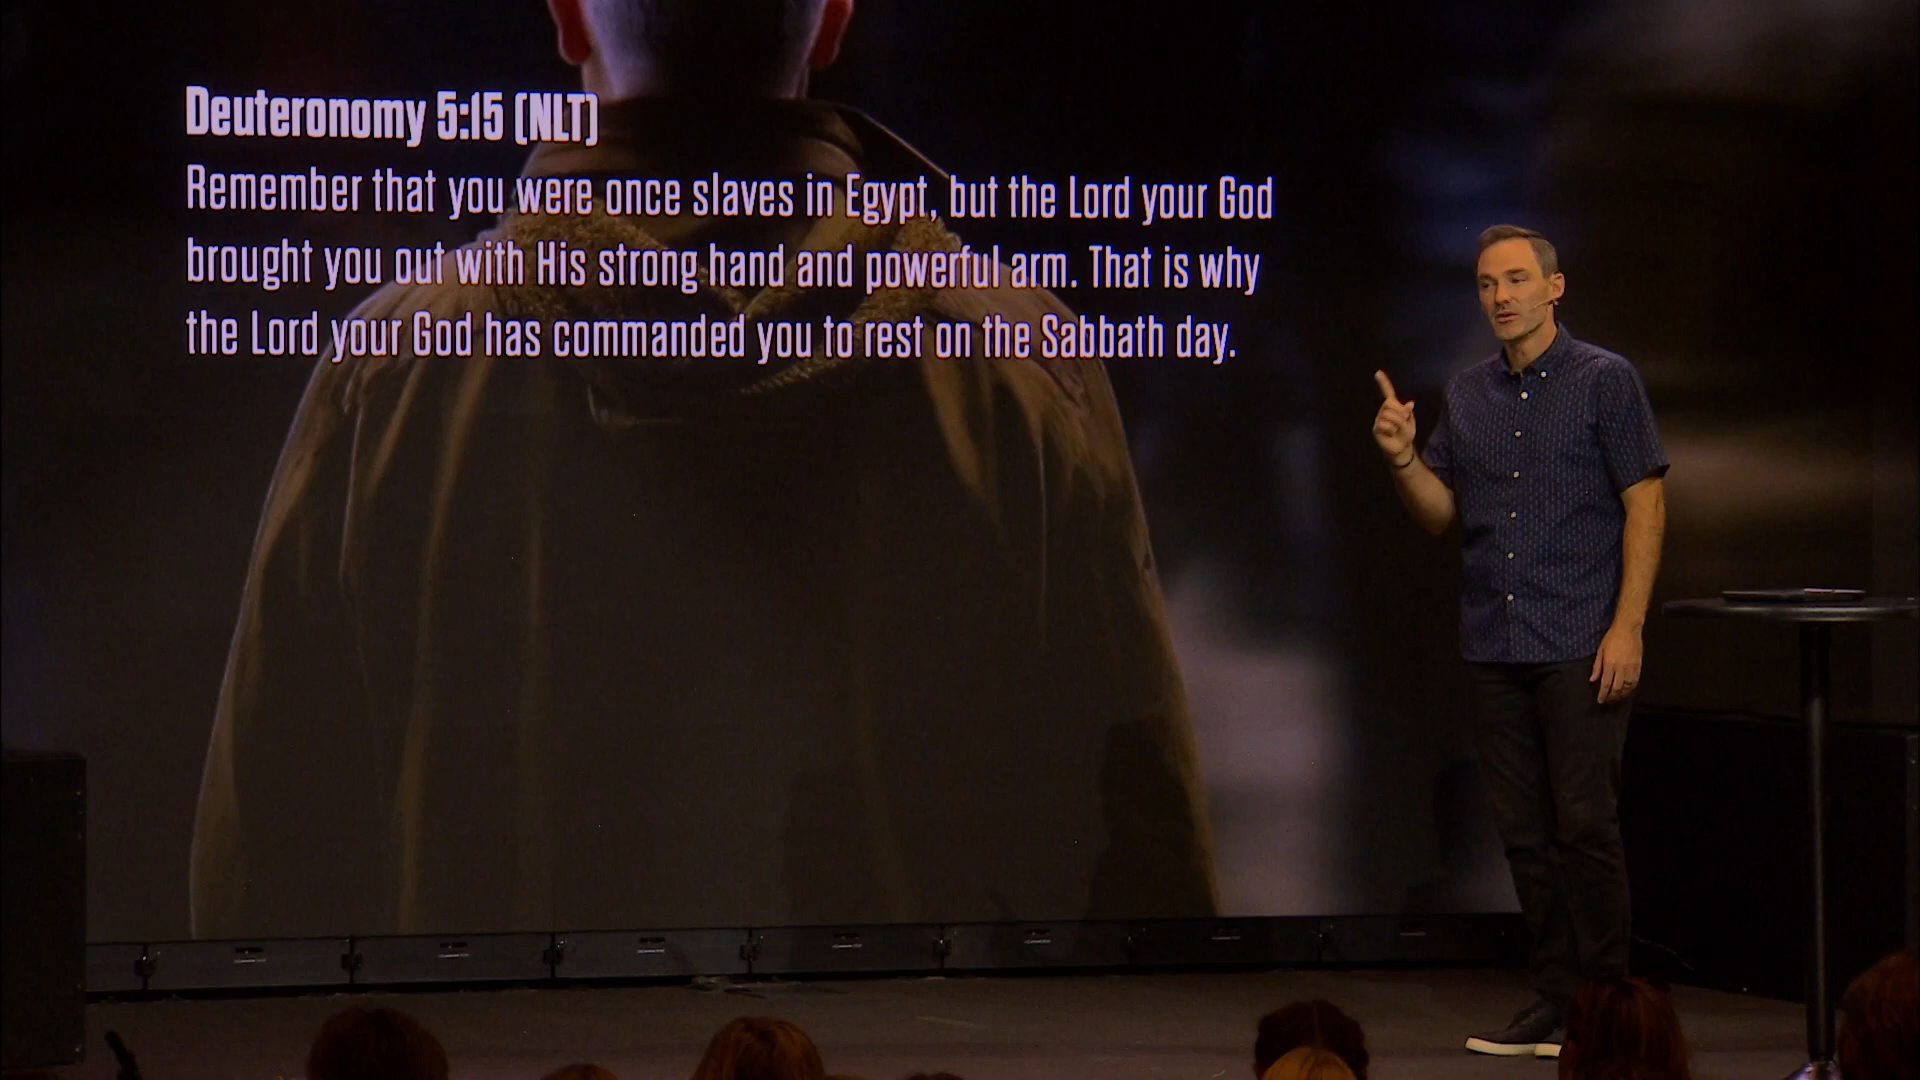 Deuteronomy 5:15 (NLT)
Remember that you were once slaves in Egypt, but the Lord your God
brought you out with His strong hand and powerful arm. That is why
the Lord your God has commanded you to rest on the Sabbath day.